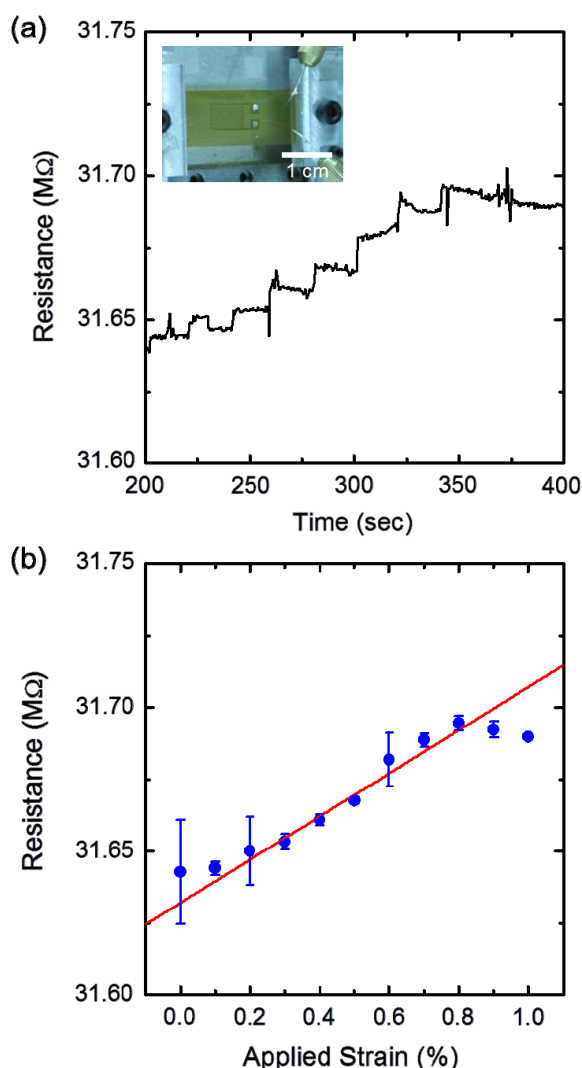 (a)
31.75
31.70
31.65
31.60
Resistance (MΩ)
1 cm
200 250 300 350 400
Time (sec)
(b)
31.75
31.70
31.65
31.60
Resistance (MΩ)
0.0 0.2 0.4 0.6 0.8 1.0
Applied Strain (%)